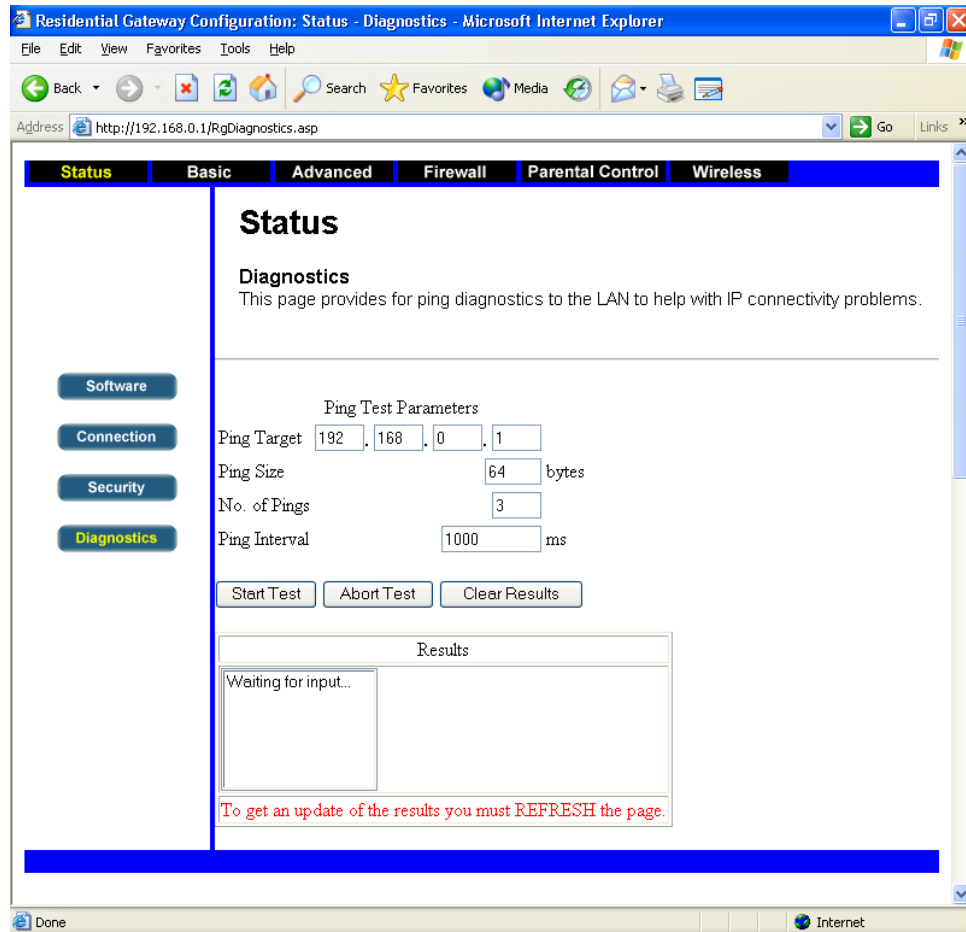 Residential Gateway Configuration: Status - Diagnostics - Microsoft Internet Explorer
File Edit View Favorites Tools Help
Back Search Favorites Media
Address http://192.168.0.1/RgDiagnostics.asp Go Links »
Status Basic Advanced Firewall Parental Control Wireless
Status
Diagnostics
This page provides for ping diagnostics to the LAN to help with IP connectivity problems.
Software
Connection
Security
Diagnostics
Ping Test Parameters
Ping Target 192 . 168 . 0 . 1
Ping Size 64 bytes
No. of Pings 3
Ping Interval 1000 ms
Start Test Abort Test Clear Results
Results
Waiting for input...
To get an update of the results you must REFRESH the page.
Done Internet